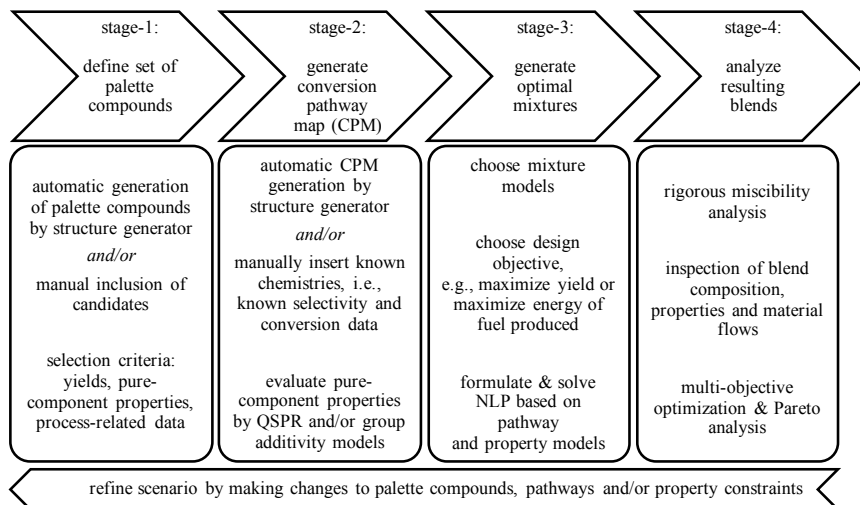 stage-1:
define set of
palette
compounds
stage-2:
generate
conversion
pathway
map (CPM)
stage-3:
generate
optimal
mixtures
stage-4:
analyze
resulting
blends
automatic generation
of palette compounds
by structure generator
and/or
manual inclusion of
candidates
selection criteria:
yields, pure-
component properties,
process-related data
automatic CPM
generation by
structure generator
and/or
manually insert known
chemistries, i.e.,
known selectivity and
conversion data
evaluate pure-
component properties
by QSPR and/or group
additivity models
choose mixture
models
choose design
objective,
e.g., maximize yield or
maximize energy of
fuel produced
formulate & solve
NLP based on
pathway
and property models
rigorous miscibility
analysis
inspection of blend
composition,
properties and material
flows
multi-objective
optimization & Pareto
analysis
refine scenario by making changes to palette compounds, pathways and/or property constraints